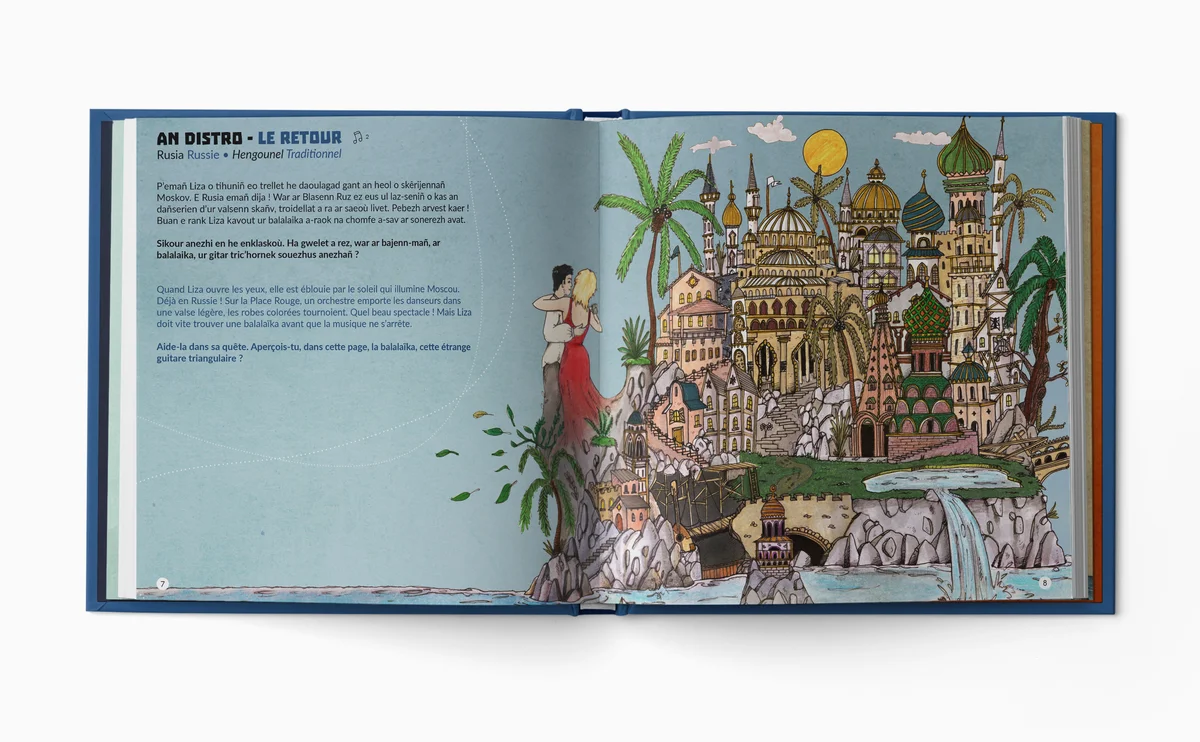 AN DISTRO - LE RETOUR
Rusia Russie • Hengounel Traditionnel
P'emañ Liza o tihuniñ eo trellet he daoulagad gant an heol o skêrijennañ
Moskov. E Rusia emañ dija ! War ar Blasenn Ruz ez eus ul laz-seniñ o kas an
dañserien d'ur valsenn skañv, troidellat a ra ar saeoù livet. Pebezh arvest kaer !
Buan e rank Liza kavout ur balalaika a-raok na chomfe a-sav ar sonerezh avat.
Sikour anezhi en he enklaskoù. Ha gwelet a rez, war ar bajenn-mañ, ar
balalaika, ur gitar tric'hornek souezhus anezhañ ?
Quand Liza ouvre les yeux, elle est éblouie par le soleil qui illumine Moscou.
Déjà en Russie ! Sur la Place Rouge, un orchestre emporte les danseurs dans
une valse légère, les robes colorées tournoient. Quel beau spectacle ! Mais Liza
doit vite trouver une balalaïka avant que la musique ne s'arrête.
Aide-la dans sa quête. Aperçois-tu, dans cette page, la balalaïka, cette étrange
guitare triangulaire ?
7
8